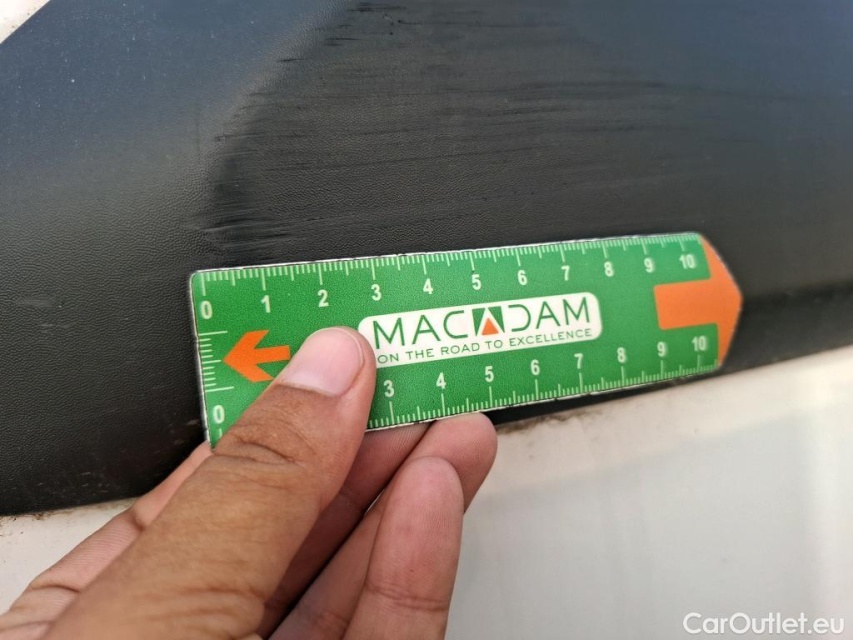 0 1 2 3 4 5 6 7 8 9 10
MACADAM
ON THE ROAD TO EXCELLENCE
0 3 4 5 6 7 8 9 10
CarOutlet.eu